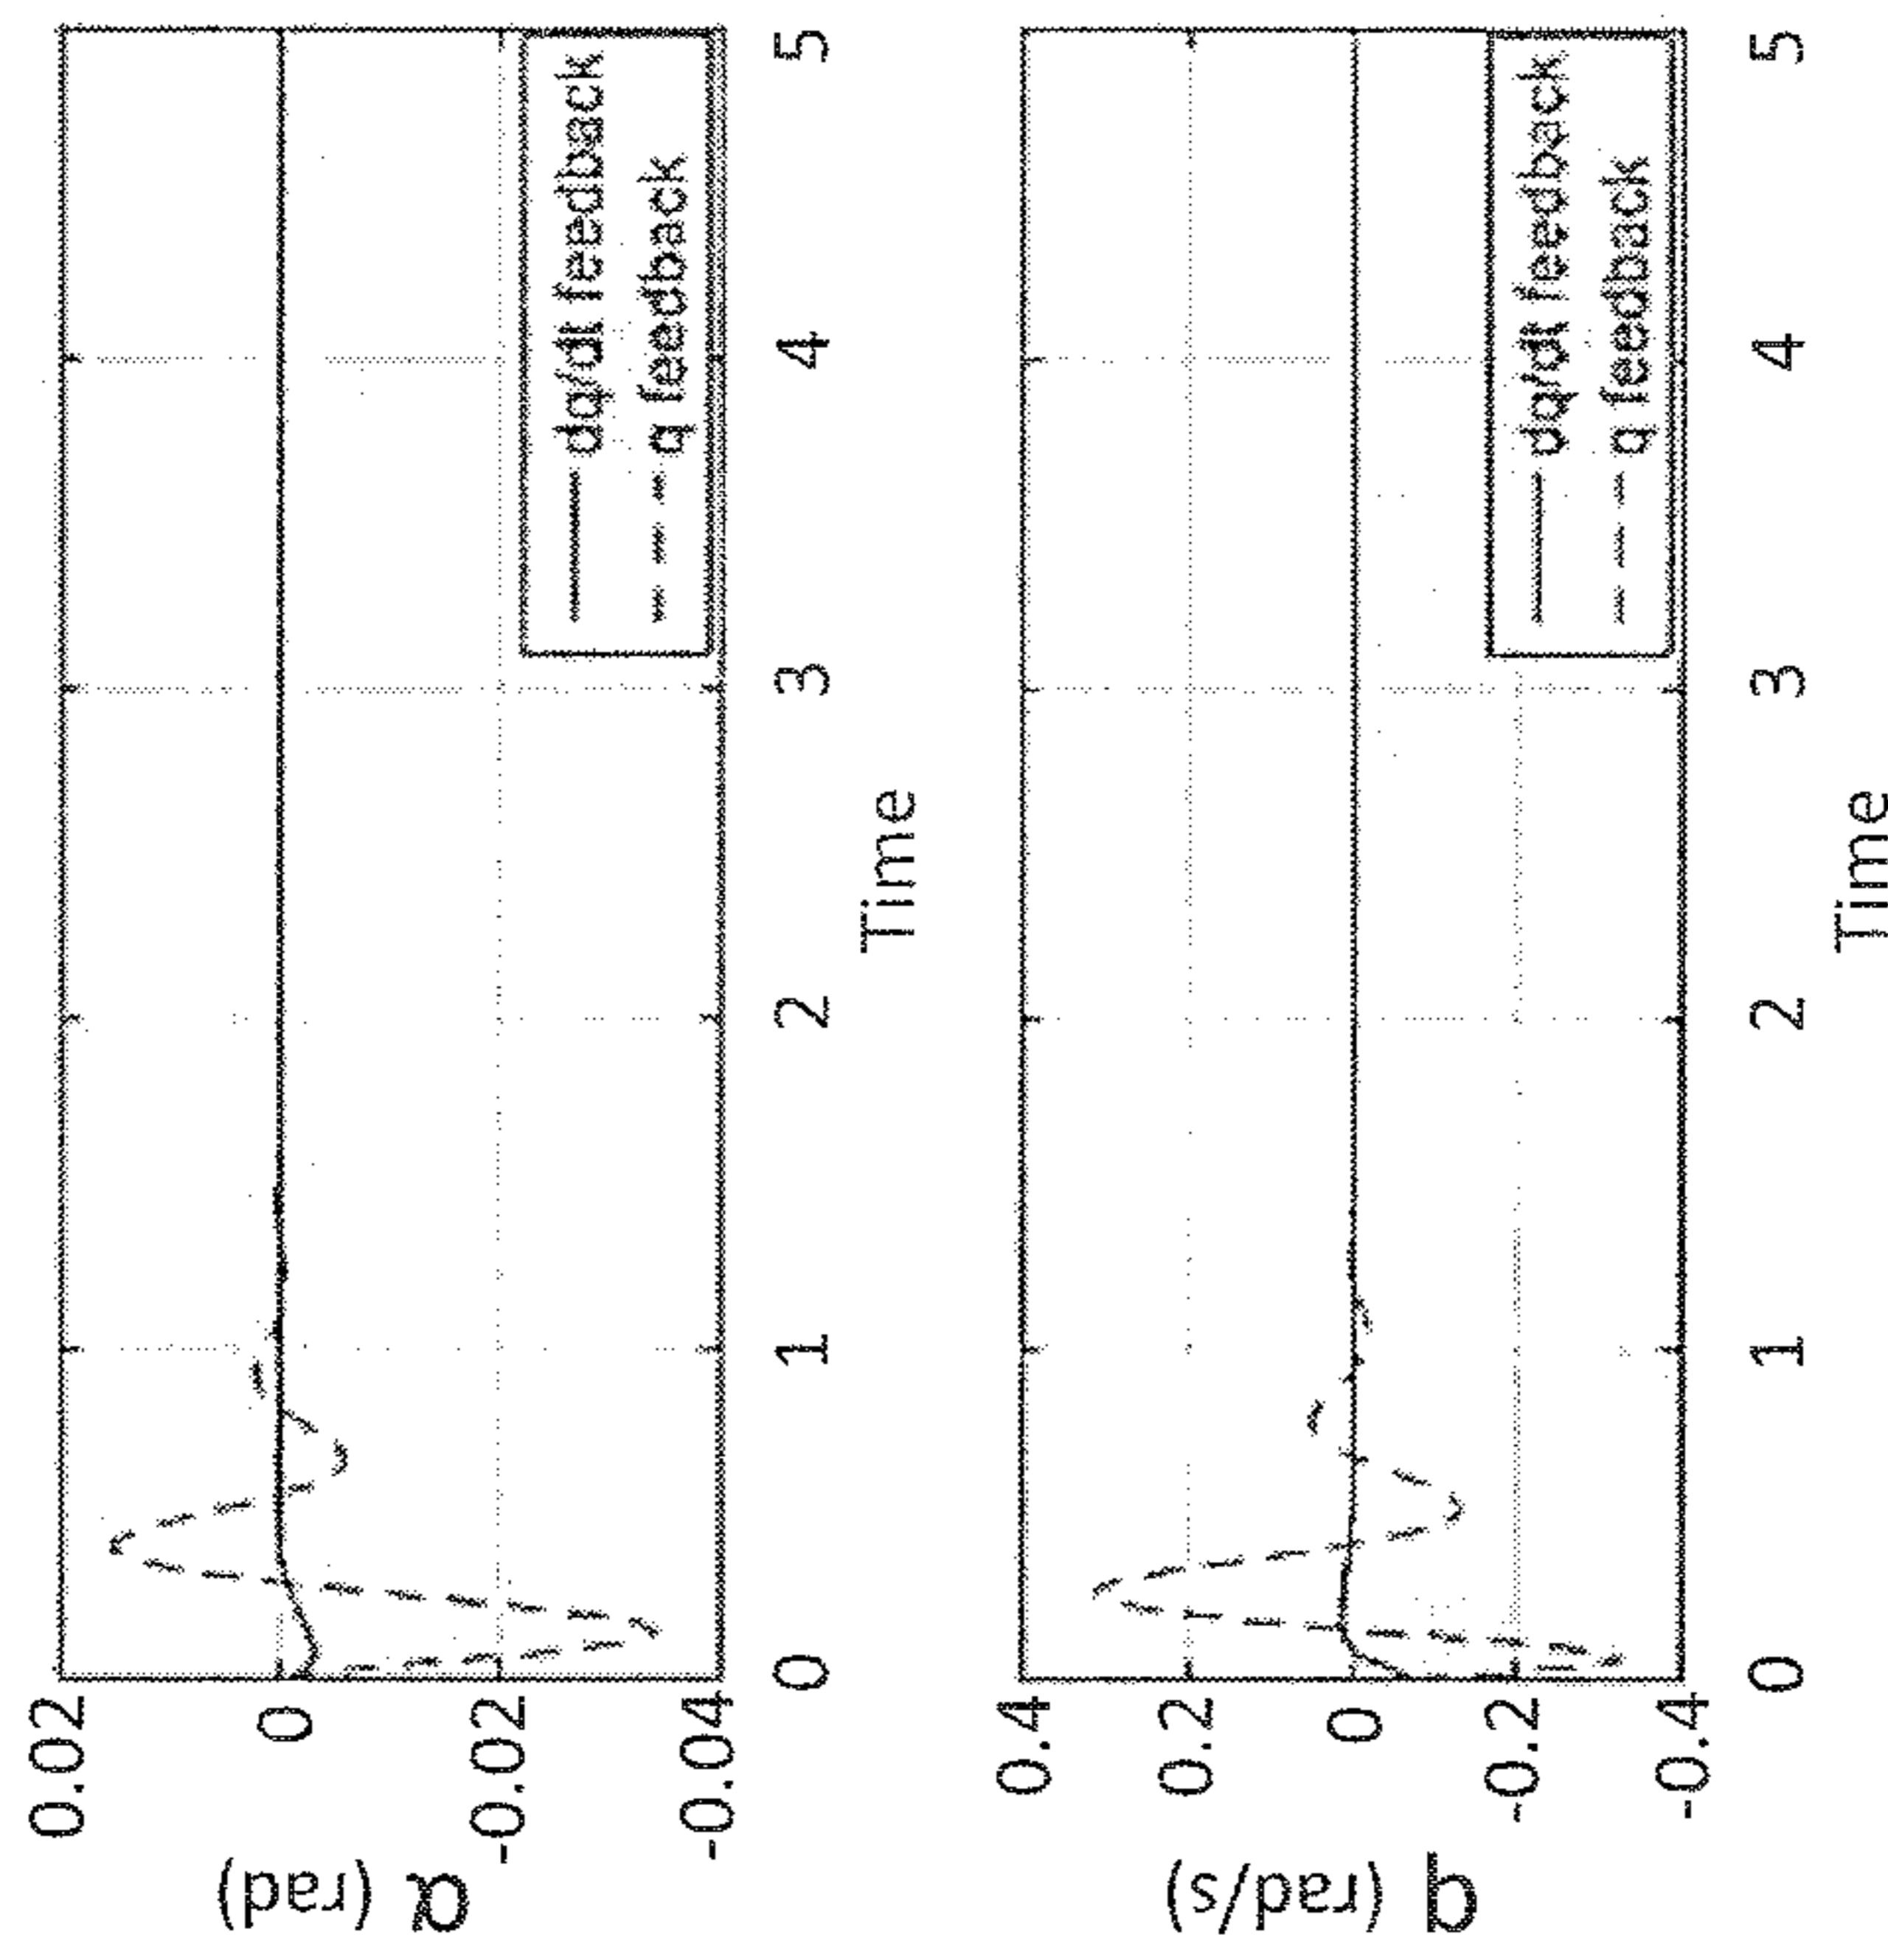 α (rad)
0.02
0
-0.02
-0.04
dq/dt feedback
q feedback
0
1
2
3
4
5
Time
q (rad/s)
0.4
0.2
0
-0.2
-0.4
dq/dt feedback
q feedback
0
1
2
3
4
5
Time